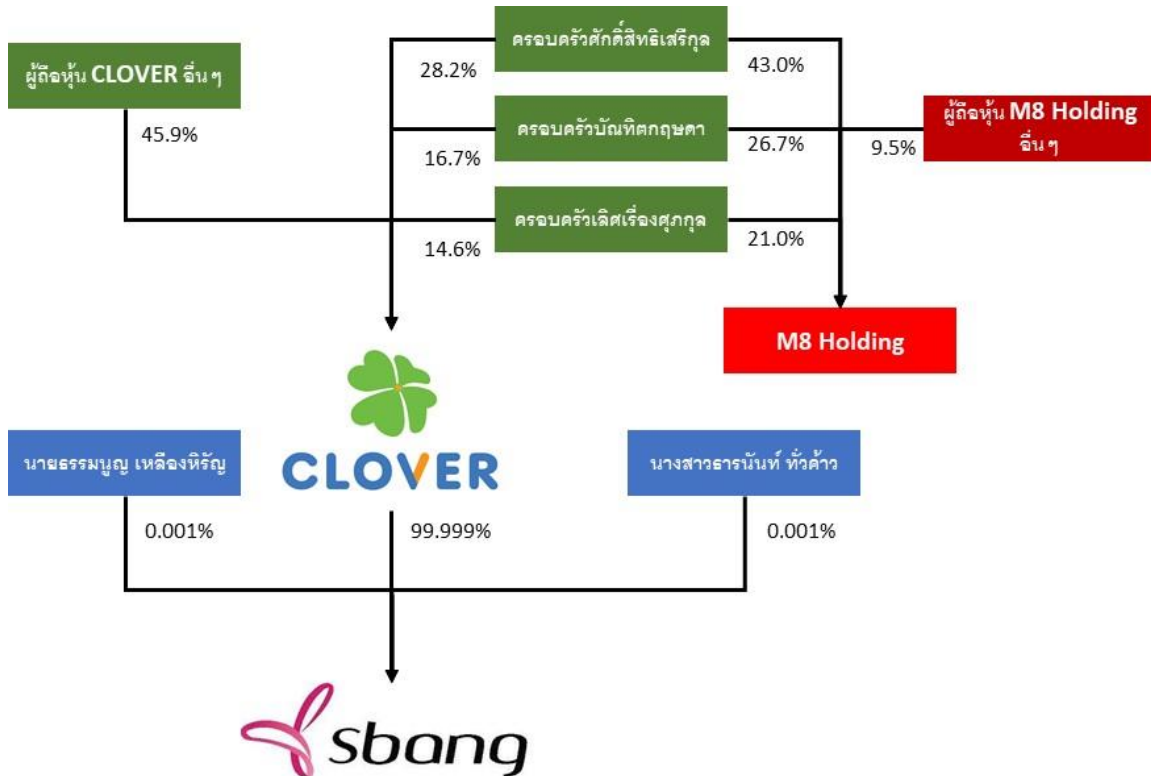 ครอบครัวศักดิ์สิทธิเสรีกุล
ผู้ถือหุ้น CLOVER อื่นๆ
28.2%
43.0%
45.9%
ครอบครัวบัณทิตกฤษดา
ผู้ถือหุ้น M8 Holding
อื่นๆ
16.7%
26.7%
9.5%
ครอบครัวเลิศเรื่องศุภกุล
14.6%
21.0%
M8 Holding
นายธรรมนูญ เหลืองหิรัญ
CLOVER
นางสาวธารนันท์ ทั่วค้าว
0.001%
99.999%
0.001%
sbang